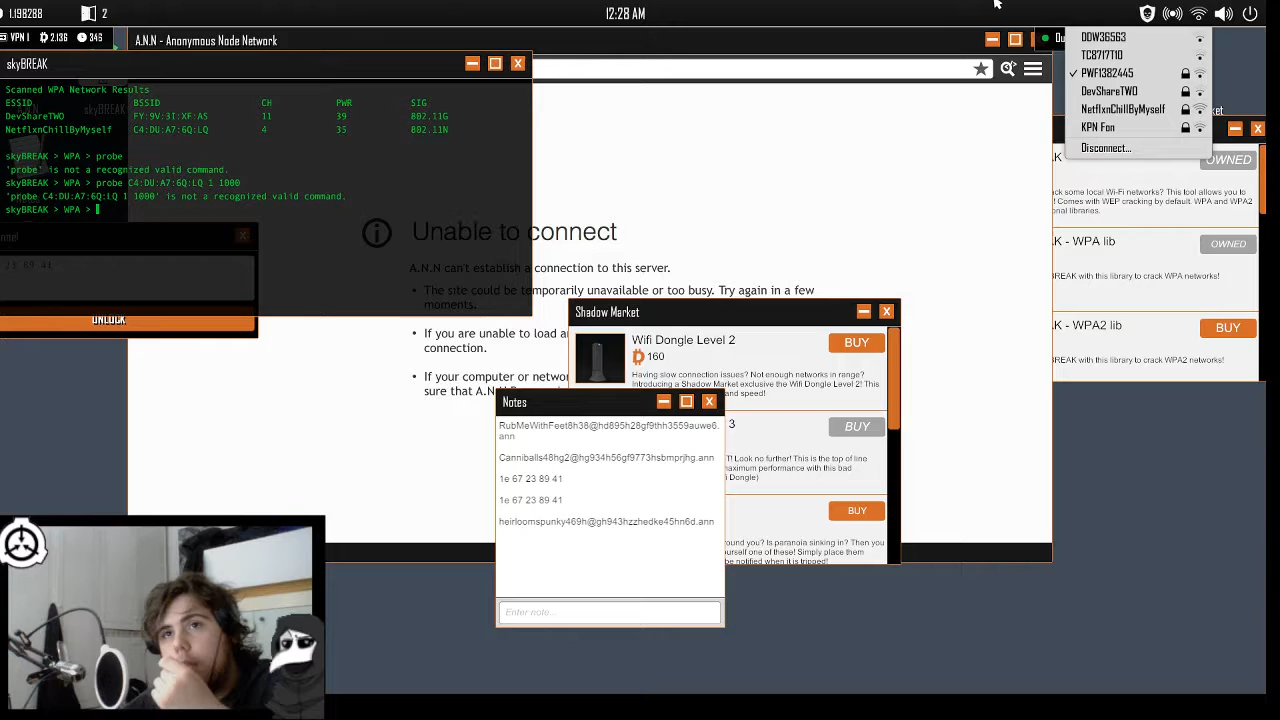 1.198288
2
12:28 AM
VPN 1
2.136
346
A.N.N - Anonymous Node Network
skyBREAK
Scanned WPA Network Results
ESSID BSSID CH PWR SIG
DevShareTWO FY:9V:3I:XF:AS 11 39 802.11G
NetflxnChillByMyself C4:DU:A7:6Q:LQ 4 35 802.11N
skyBREAK > WPA > probe
'probe' is not a recognized valid command.
skyBREAK > WPA > probe C4:DU:A7:6Q:LQ 1 1000
'probe C4:DU:A7:6Q:LQ 1 1000' is not a recognized valid command.
skyBREAK > WPA >
nnel
23 89 41
UNLOCK
Unable to connect
A.N.N can't establish a connection to this server.
The site could be temporarily unavailable or too busy. Try again in a few
moments.
If you are unable to load an
connection.
If your computer or networ
sure that A.N.N
DDW36563
TC8717T10
PWF1382445
DevShareTWO
NetflxnChillByMyself
KPN Fon
Disconnect...
OWNED
ck some local Wi-Fi networks? This tool allows you to
! Comes with WEP cracking by default. WPA and WPA2
onal libraries.
K - WPA lib
OWNED
BREAK with this library to crack WPA networks!
K - WPA2 lib
BUY
BREAK with this library to crack WPA2 networks!
Shadow Market
Wifi Dongle Level 2
BUY
160
Having slow connection issues? Not enough networks in range?
Introducing a Shadow Market exclusive the Wifi Dongle Level 2! This
and speed!
3
BUY
T! Look no further! This is the top of line
maximum performance with this bad
Dongle)
BUY
ound you? Is paranoia sinking in? Then you
urself one of these! Simply place them
be notified when it is tripped!
Notes
RubMeWithFeet8h38@hd895h28gf9thh3559auwe6.
ann
Canniballs48hg2@hg934h56gf9773hsbmprjhg.ann
1e 67 23 89 41
1e 67 23 89 41
heirloomspunky469h@gh943hzzhedke45hn6d.ann
Enter note...